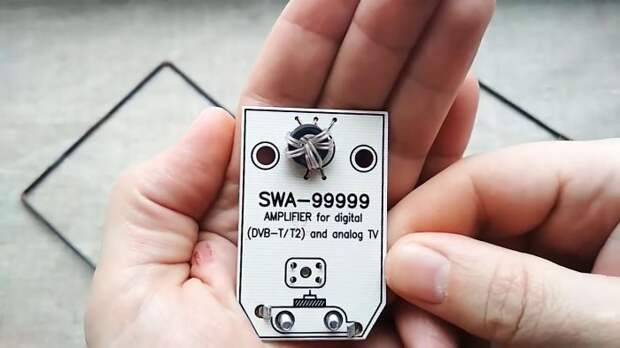 SWA-99999
AMPLIFIER for digital
(DVB-T/T2) and analog TV